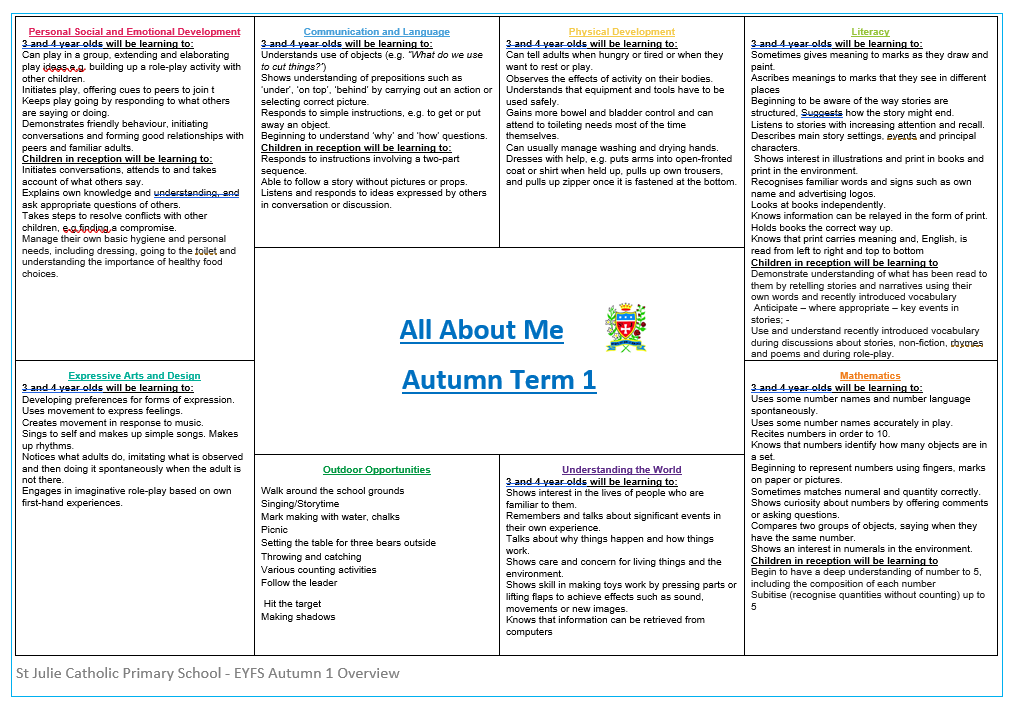 Personal Social and Emotional Development
3 and 4 year olds will be learning to:
Can play in a group, extending and elaborating
play ideas e.g. building up a role-play activity with
other children.
Initiates play, offering cues to peers to join t
Keeps play going by responding to what others
are saying or doing.
Demonstrates friendly behaviour, initiating
conversations and forming good relationships with
peers and familiar adults.
Children in reception will be learning to:
Initiates conversations, attends to and takes
account of what others say.
Explains own knowledge and understanding, and
ask appropriate questions of others.
Takes steps to resolve conflicts with other
children, e.g.finding a compromise.
Manage their own basic hygiene and personal
needs, including dressing, going to the toilet and
understanding the importance of healthy food
choices.
Communication and Language
3 and 4 year olds will be learning to:
Understands use of objects (e.g. "What do we use
to cut things?")
Shows understanding of prepositions such as
'under', 'on top', 'behind' by carrying out an action or
selecting correct picture.
Responds to simple instructions, e.g. to get or put
away an object.
Beginning to understand 'why' and 'how' questions.
Children in reception will be learning to:
Responds to instructions involving a two-part
sequence.
Able to follow a story without pictures or props.
Listens and responds to ideas expressed by others
in conversation or discussion.
Physical Development
3 and 4 year olds will be learning to:
Can tell adults when hungry or tired or when they
want to rest or play.
Observes the effects of activity on their bodies.
Understands that equipment and tools have to be
used safely.
Gains more bowel and bladder control and can
attend to toileting needs most of the time
themselves.
Can usually manage washing and drying hands.
Dresses with help, e.g. puts arms into open-fronted
coat or shirt when held up, pulls up own trousers,
and pulls up zipper once it is fastened at the bottom.
Literacy
3 and 4 year olds will be learning to:
Sometimes gives meaning to marks as they draw and
paint.
Ascribes meanings to marks that they see in different
places
Beginning to be aware of the way stories are
structured, Suggests how the story might end.
Listens to stories with increasing attention and recall.
Describes main story settings, events and principal
characters.
Shows interest in illustrations and print in books and
print in the environment.
Recognises familiar words and signs such as own
name and advertising logos.
Looks at books independently.
Knows information can be relayed in the form of print.
Holds books the correct way up.
Knows that print carries meaning and, English, is
read from left to right and top to bottom
Children in reception will be learning to
Demonstrate understanding of what has been read to
them by retelling stories and narratives using their
own words and recently introduced vocabulary
Anticipate – where appropriate – key events in
stories; -
Use and understand recently introduced vocabulary
during discussions about stories, non-fiction, rhymes
and poems and during role-play.
All About Me
Autumn Term 1
Expressive Arts and Design
3 and 4 year olds will be learning to:
Developing preferences for forms of expression.
Uses movement to express feelings.
Creates movement in response to music.
Sings to self and makes up simple songs. Makes
up rhythms.
Notices what adults do, imitating what is observed
and then doing it spontaneously when the adult is
not there.
Engages in imaginative role-play based on own
first-hand experiences.
Outdoor Opportunities
Walk around the school grounds
Singing/Storytime
Mark making with water, chalks
Picnic
Setting the table for three bears outside
Throwing and catching
Various counting activities
Follow the leader
Hit the target
Making shadows
Understanding the World
3 and 4 year olds will be learning to:
Shows interest in the lives of people who are
familiar to them.
Remembers and talks about significant events in
their own experience.
Talks about why things happen and how things
work.
Shows care and concern for living things and the
environment.
Shows skill in making toys work by pressing parts or
lifting flaps to achieve effects such as sound,
movements or new images.
Knows that information can be retrieved from
computers
Mathematics
3 and 4 year olds will be learning to:
Uses some number names and number language
spontaneously.
Uses some number names accurately in play.
Recites numbers in order to 10.
Knows that numbers identify how many objects are in
a set.
Beginning to represent numbers using fingers, marks
on paper or pictures.
Sometimes matches numeral and quantity correctly.
Shows curiosity about numbers by offering comments
or asking questions.
Compares two groups of objects, saying when they
have the same number.
Shows an interest in numerals in the environment.
Children in reception will be learning to
Begin to have a deep understanding of number to 5,
including the composition of each number
Subitise (recognise quantities without counting) up to
5
St Julie Catholic Primary School - EYFS Autumn 1 Overview